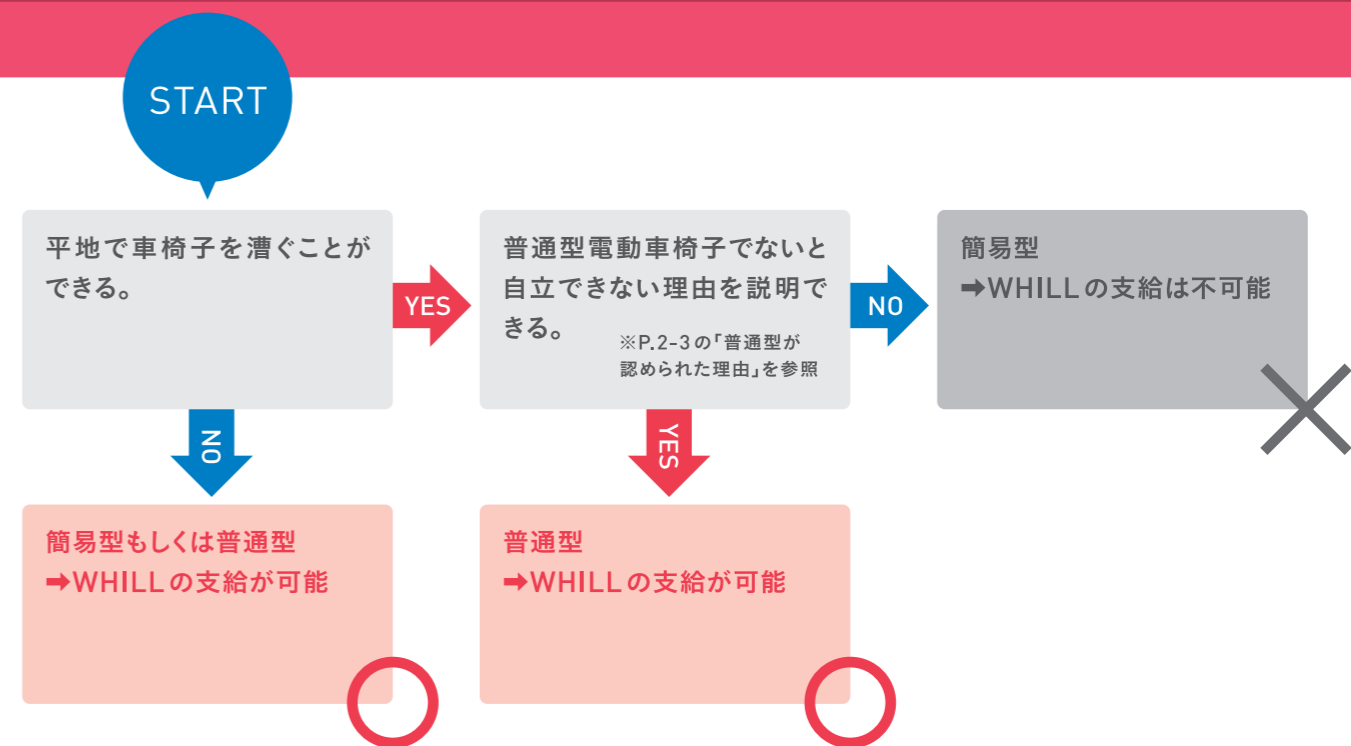 START
平地で車椅子を漕ぐことが
できる。
YES
普通型電動車椅子でないと
自立できない理由を説明で
きる。
※P.2-3の「普通型が
認められた理由」を参照
NO
簡易型
➡WHILLの支給は不可能
NO
YES
簡易型もしくは普通型
➡WHILLの支給が可能
普通型
➡WHILLの支給が可能